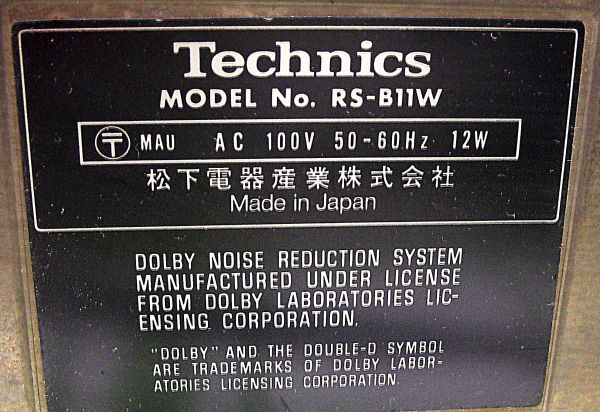 Technics
MODEL No. RS-B11W
〒 MAU AC 100V 50-60Hz 12W
松下電器産業株式会社
Made in Japan
DOLBY NOISE REDUCTION SYSTEM
MANUFACTURED UNDER LICENSE
FROM DOLBY LABORATORIES LIC-
ENSING CORPORATION.
"DOLBY" AND THE DOUBLE-D SYMBOL
ARE TRADEMARKS OF DOLBY LABOR-
ATORIES LICENSING CORPORATION.